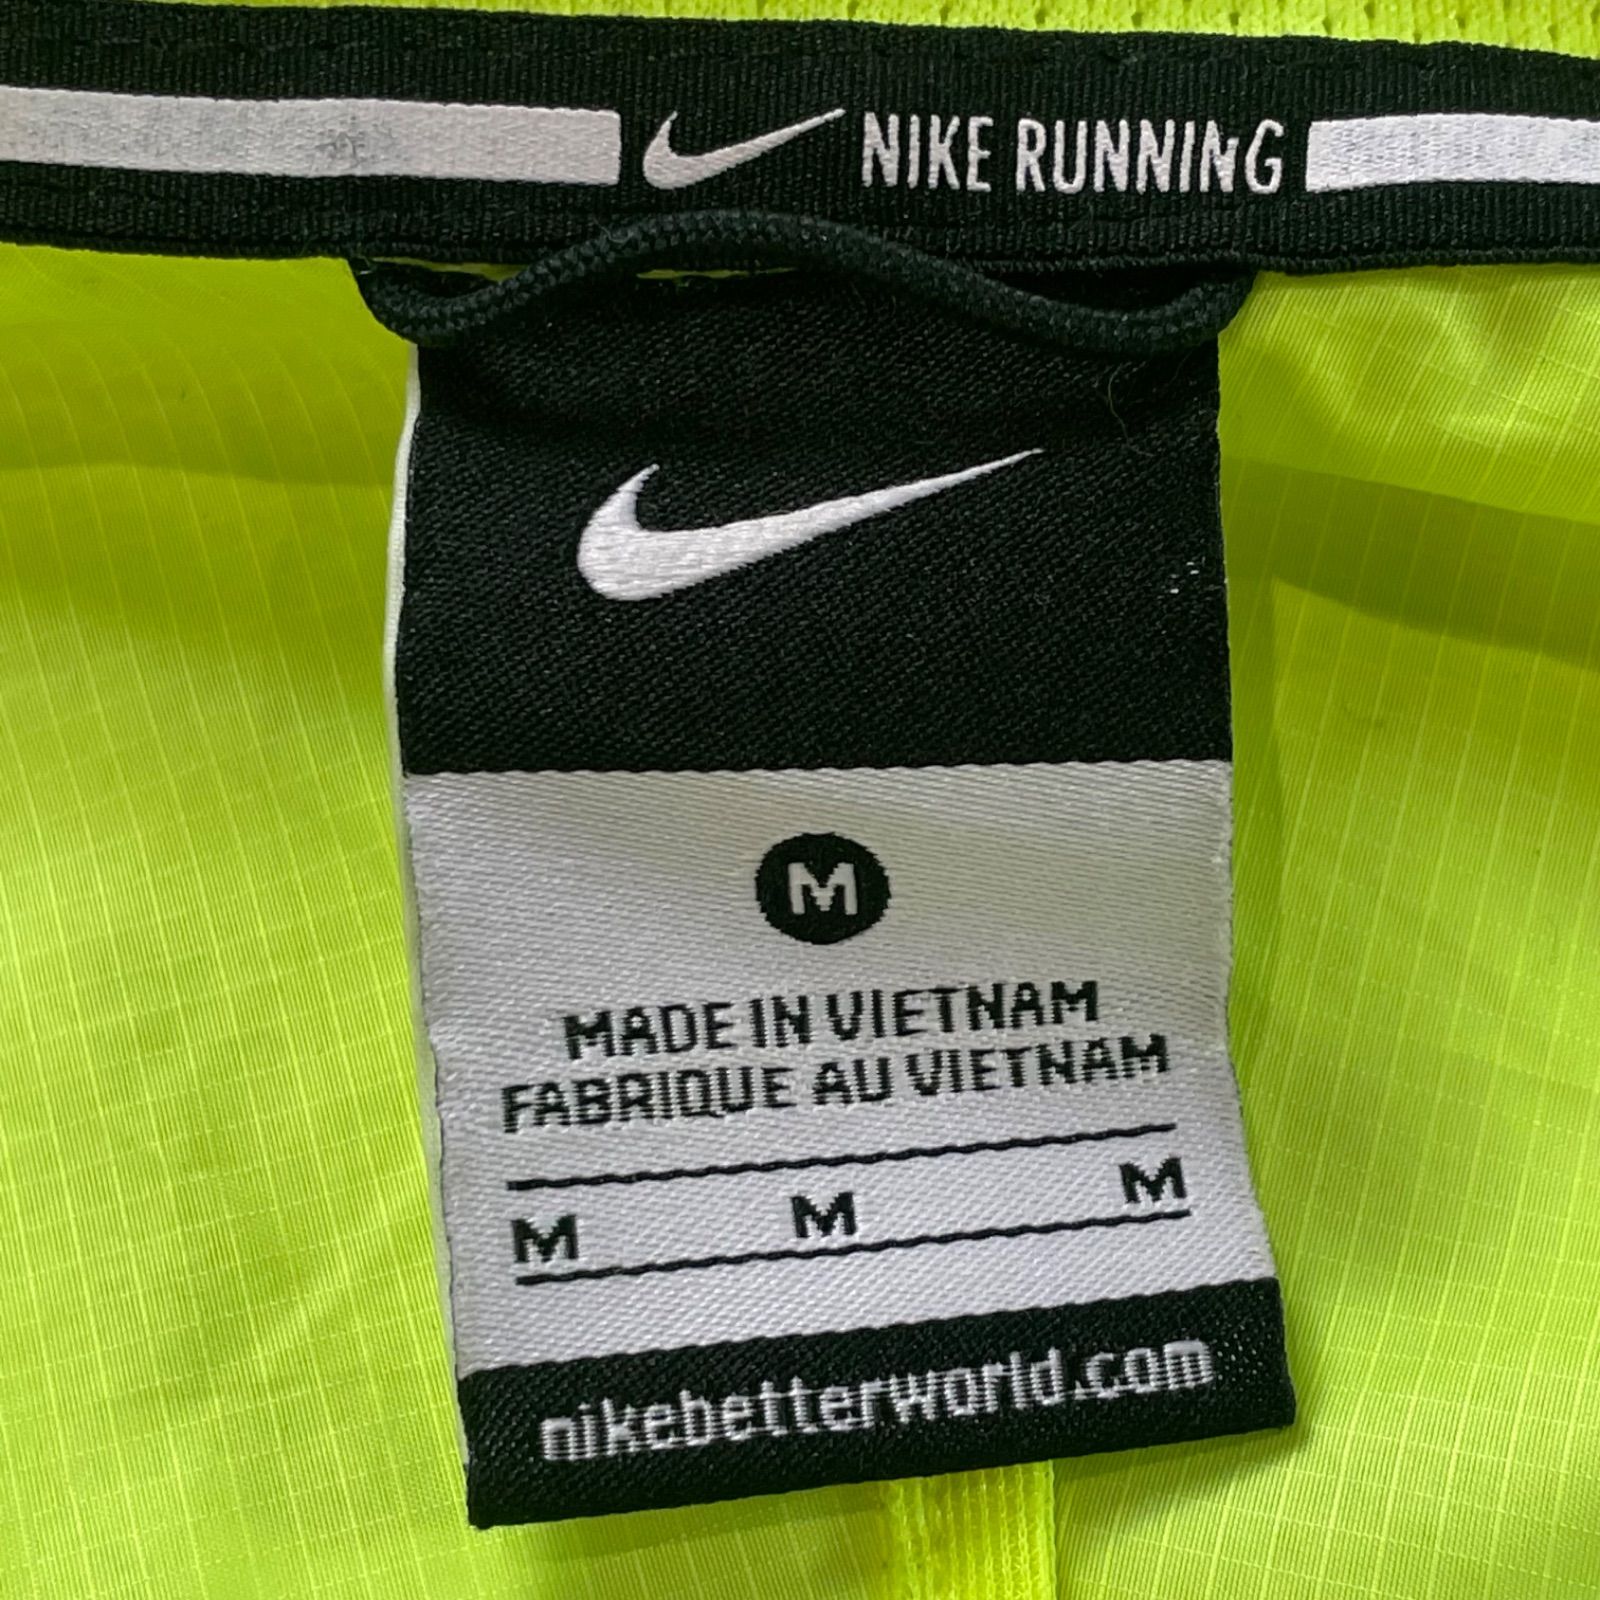 NIKE RUNNING
M
MADE IN VIETNAM
FABRIQUE AU VIETNAM
M M M
nikebetterworld.com